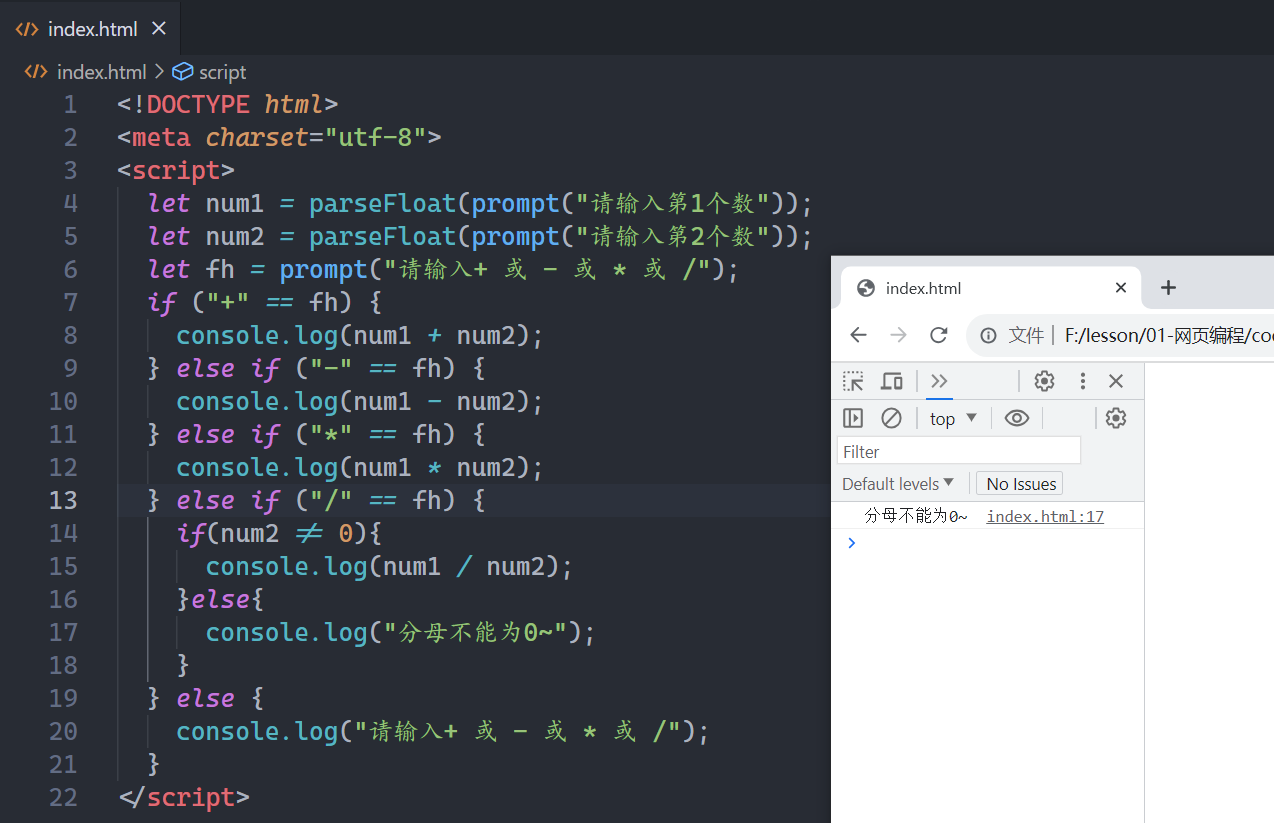 index.html
index.html > script
1 <!DOCTYPE html>
2 <meta charset="utf-8">
3 <script>
4   let num1 = parseFloat(prompt("请输入第1个数"));
5   let num2 = parseFloat(prompt("请输入第2个数"));
6   let fh = prompt("请输入+ 或 - 或 * 或 /");
7   if ("+" == fh) {
8     console.log(num1 + num2);
9   } else if ("-" == fh) {
10     console.log(num1 - num2);
11   } else if ("*" == fh) {
12     console.log(num1 * num2);
13   } else if ("/" == fh) {
14     if(num2 != 0){
15       console.log(num1 / num2);
16     }else{
17       console.log("分母不能为0~");
18     }
19   } else {
20     console.log("请输入+ 或 - 或 * 或 /");
21   }
22 </script>
index.html
文件 | F:/lesson/01-网页编程/co
top
Filter
Default levels
No Issues
分母不能为0~ index.html:17